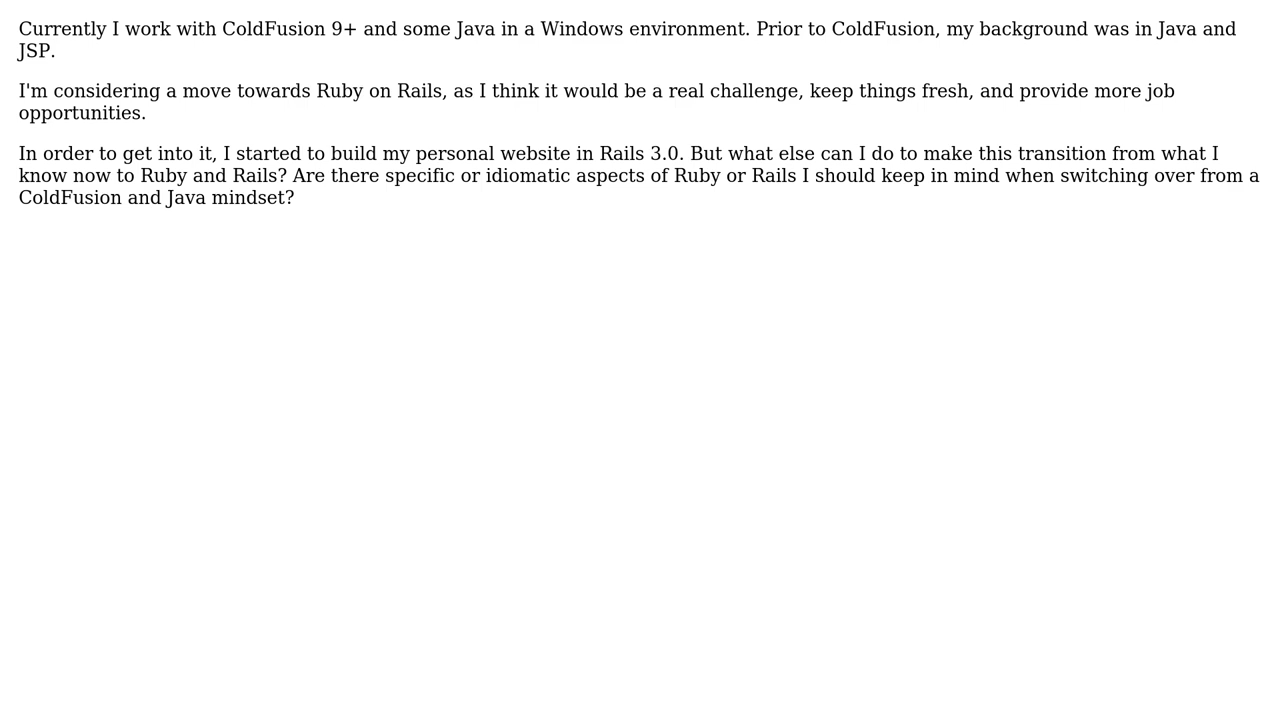 Currently I work with ColdFusion 9+ and some Java in a Windows environment. Prior to ColdFusion, my background was in Java and
JSP.
I'm considering a move towards Ruby on Rails, as I think it would be a real challenge, keep things fresh, and provide more job
opportunities.
In order to get into it, I started to build my personal website in Rails 3.0. But what else can I do to make this transition from what I
know now to Ruby and Rails? Are there specific or idiomatic aspects of Ruby or Rails I should keep in mind when switching over from a
ColdFusion and Java mindset?